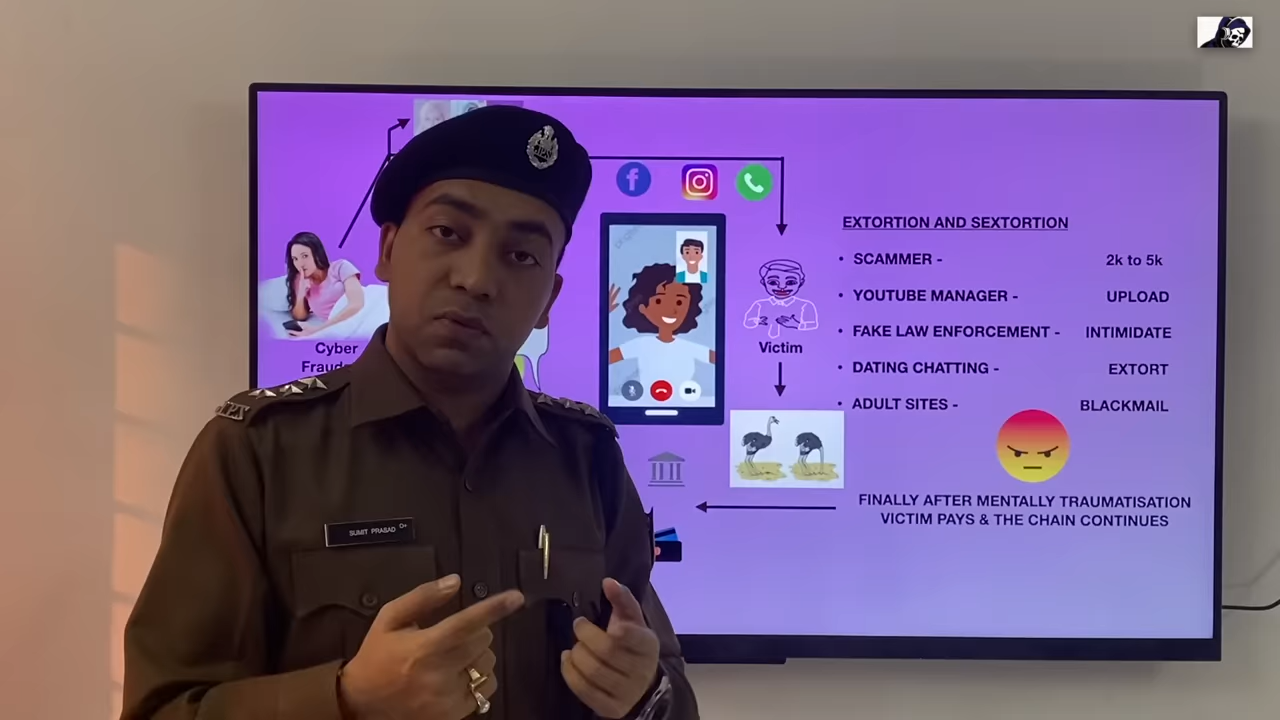 EXTORTION AND SEXTORTION
• SCAMMER - 2k to 5k
• YOUTUBE MANAGER - UPLOAD
• FAKE LAW ENFORCEMENT - INTIMIDATE
• DATING CHATTING - EXTORT
• ADULT SITES - BLACKMAIL
Victim
Cyber
FINALLY AFTER MENTALLY TRAUMATISATION
VICTIM PAYS & THE CHAIN CONTINUES
SUMIT PRASAD O+
JPS